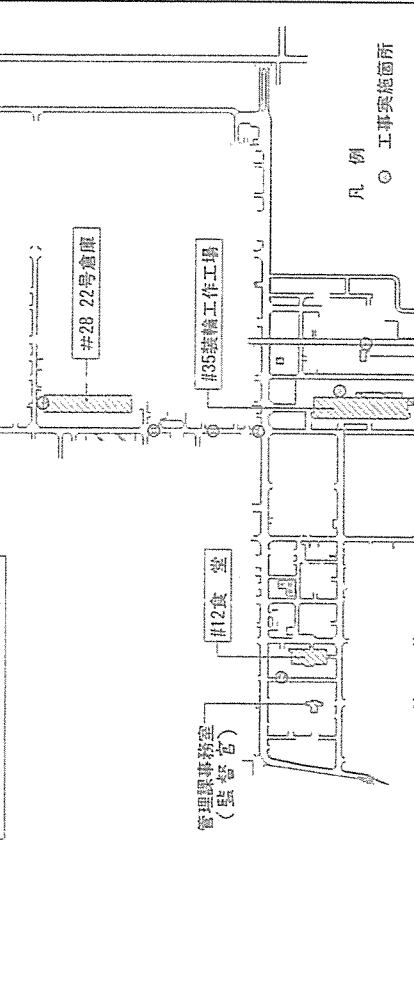 #28 22号倉庫
#35装輪工作工場
#12食　堂
管理課事務室
(監督官)
凡　例
◎ 工事実施箇所